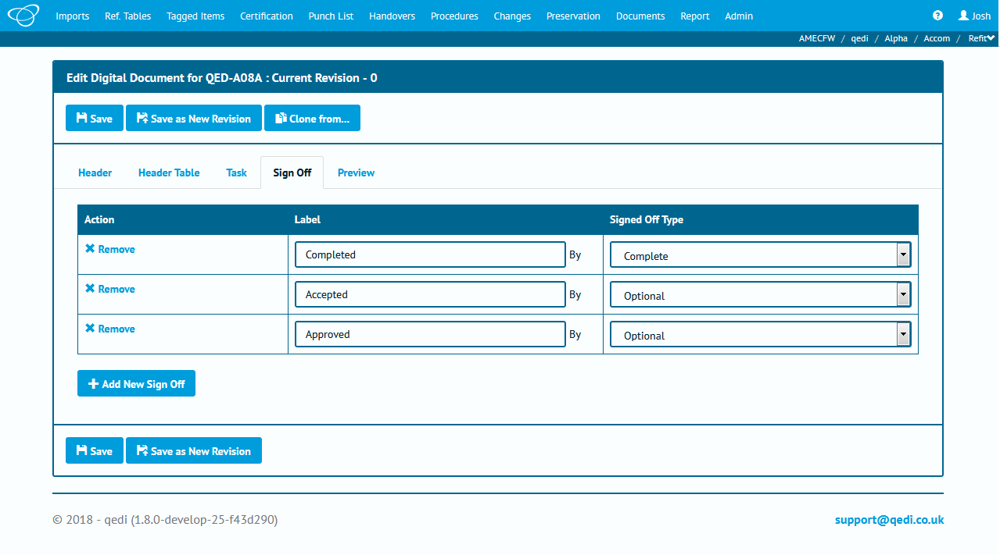 Imports Ref. Tables Tagged Items Certification Punch List Handovers Procedures Changes Preservation Documents Report Admin ? Josh
AMECFW / qedi / Alpha / Accom / Refit
Edit Digital Document for QED-A08A : Current Revision - 0
Save Save as New Revision Clone from...
Header Header Table Task Sign Off Preview
Action Label Signed Off Type
Remove Completed By Complete
Remove Accepted By Optional
Remove Approved By Optional
Add New Sign Off
Save Save as New Revision
© 2018 - qedi (1.8.0-develop-25-f43d290) support@qedi.co.uk